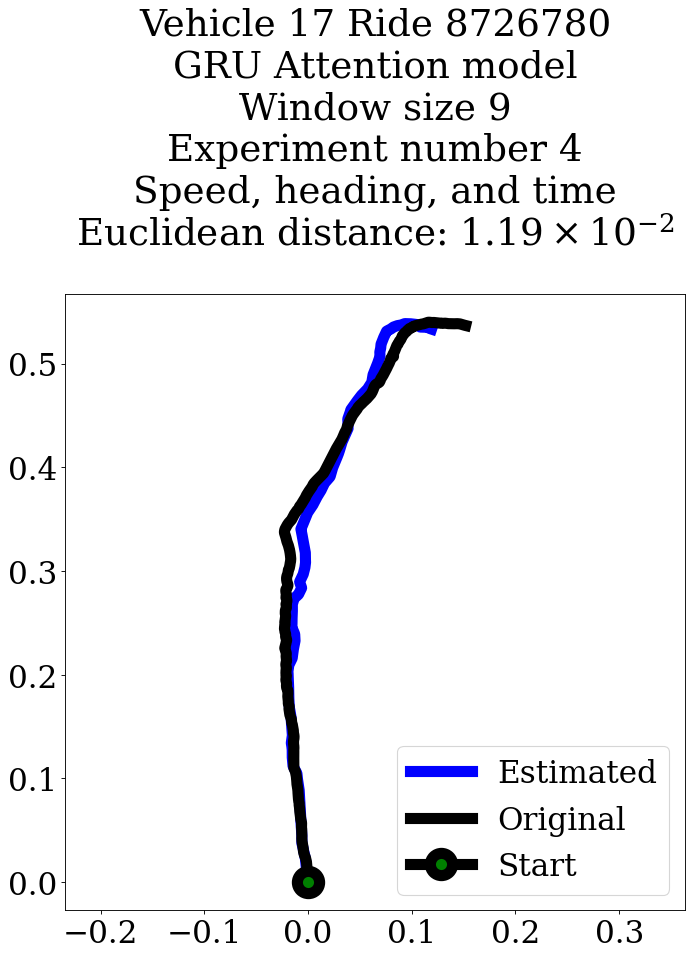 Vehicle 17 Ride 8726780
GRU Attention model
Window size 9
Experiment number 4
Speed, heading, and time
Euclidean distance: 1.19 × 10⁻²
0.5
0.4
0.3
0.2
0.1
0.0
Estimated
Original
Start
−0.2 −0.1 0.0 0.1 0.2 0.3